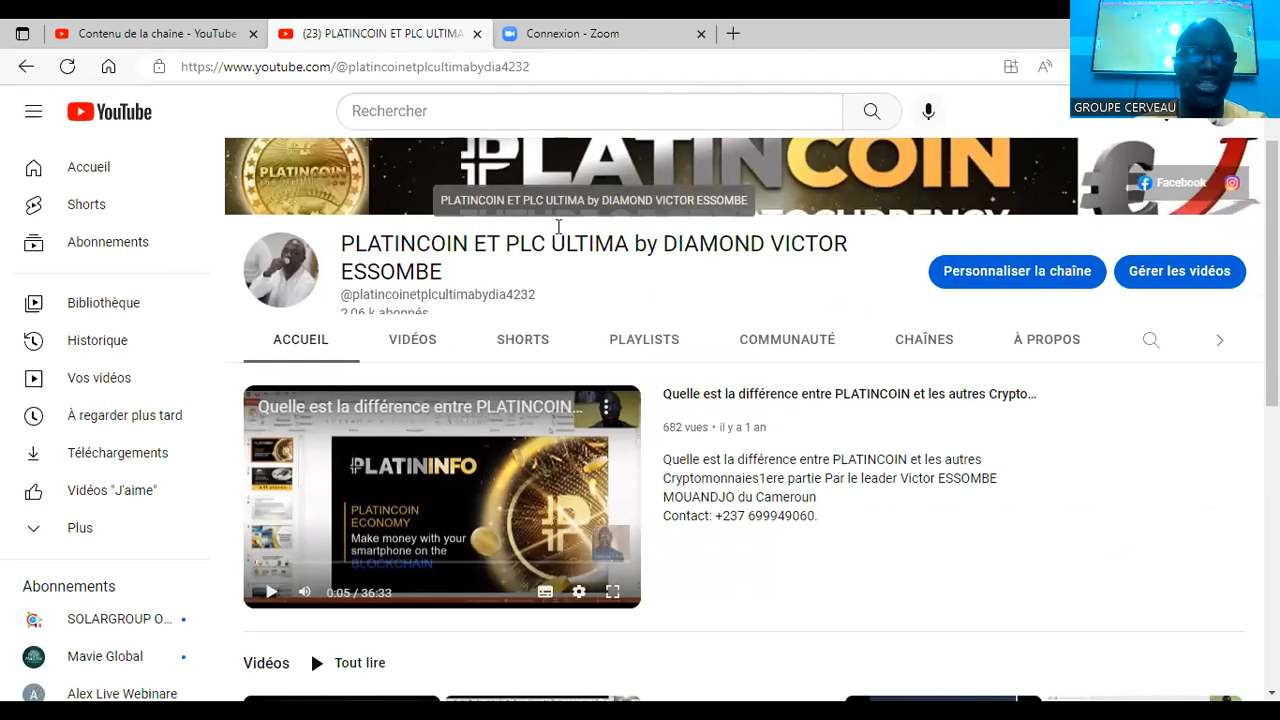 Contenu de la chaîne - YouTube
(23) PLATINCOIN ET PLC ULTIMA
Connexion - Zoom
https://www.youtube.com/@platincoinetplcultimabydia4232
GROUPE CERVEAU
YouTube
Rechercher
PLATINCOIN
PLATINCOIN
Facebook
PLATINCOIN ET PLC ULTIMA by DIAMOND VICTOR ESSOMBE
PLATINCOIN ET PLC ULTIMA by DIAMOND VICTOR
ESSOMBE
@platincoinetplcultimabydia4232
2,06 k abonnés
Personnaliser la chaîne
Gérer les vidéos
ACCUEIL
VIDÉOS
SHORTS
PLAYLISTS
COMMUNAUTÉ
CHAÎNES
À PROPOS
Accueil
Shorts
Abonnements
Bibliothèque
Historique
Vos vidéos
À regarder plus tard
Téléchargements
Vidéos "J'aime"
Plus
Abonnements
SOLARGROUP O...
Mavie Global
Alex Live Webinare
Quelle est la différence entre PLATINCOIN...
PLATININFO
PLATINCOIN
ECONOMY
Make money with your
smartphone on the
BLOCKCHAIN
0:05 / 36:33
Quelle est la différence entre PLATINCOIN et les autres Crypto...
682 vues • il y a 1 an
Quelle est la différence entre PLATINCOIN et les autres
Cryptomonnaies1ere partie Par le leader Victor ESSOMBE
MOUANDJO du Cameroun
Contact: +237 699949060.
Vidéos
Tout lire